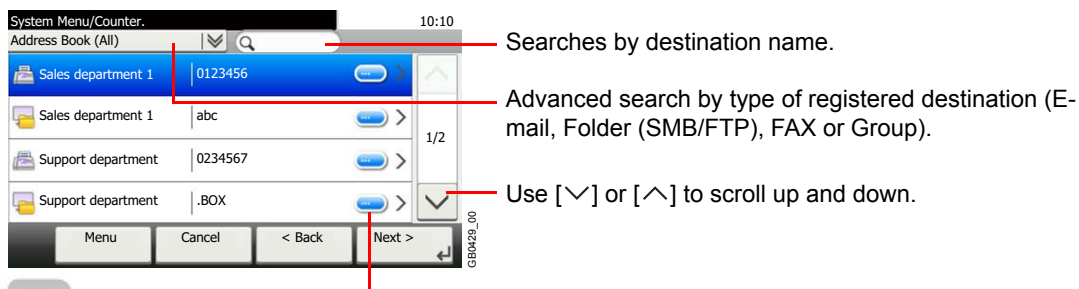 System Menu/Counter. 10:10
Address Book (All)
Searches by destination name.
Sales department 1 0123456
Advanced search by type of registered destination (E-
mail, Folder (SMB/FTP), FAX or Group).
Sales department 1 abc
1/2
Support department 0234567
Use [∨] or [∧] to scroll up and down.
Support department .BOX
Menu Cancel < Back Next >
GB0429_00